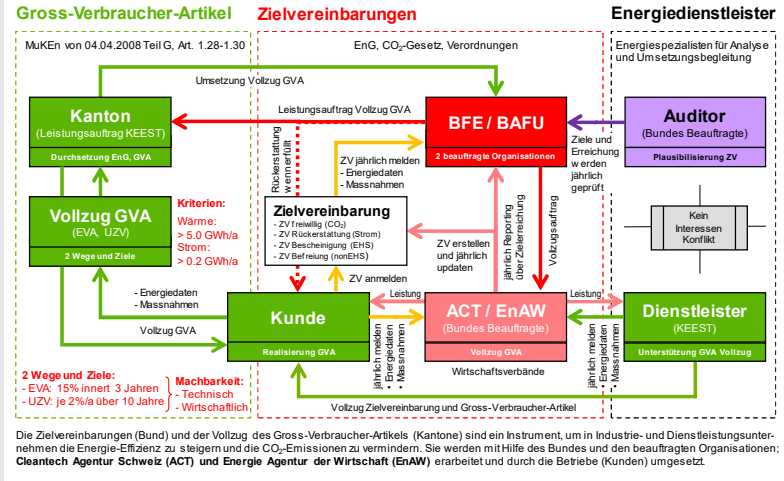 Gross-Verbraucher-Artikel
Zielvereinbarungen
Energiedienstleister
MuKEn von 04.04.2008 Teil G, Art. 1.28-1.30
EnG, CO₂-Gesetz, Verordnungen
Energiespezialisten für Analyse
und Umsetzungsbegleitung
Umsetzung Vollzug GVA
Kanton
(Leistungsauftrag KEEST)
Durchsetzung EnG, GVA
Leistungsauftrag Vollzug GVA
BFE / BAFU
2 beauftragte Organisationen
Auditor
(Bundes Beauftragte)
Plausibilisierung ZV
Rückerstattung
wenn erfüllt
ZV jährlich melden
- Energiedaten
- Massnahmen
Ziele und
Erreichung
werden
jährlich
geprüft
Vollzug GVA
(EVA, UZV)
2 Wege und Ziele
Kriterien:
Wärme:
> 5.0 GWh/a
Strom:
> 0.2 GWh/a
Zielvereinbarung
- ZV freiwillig (CO₂)
- ZV Rückerstattung (Strom)
- ZV Bescheinigung (EHS)
- ZV Befreiung (nonEHS)
ZV erstellen
und jährlich
updaten
jährlich Reporting
über Zielerreichung
Vollzugsauftrag
Kein
Interessen
Konflikt
ZV anmelden
- Energiedaten
- Massnahmen
Vollzug GVA
Kunde
Realisierung GVA
Leistung
ACT / EnAW
(Bundes Beauftragte)
Vollzug GVA
Leistung
Dienstleister
(KEEST)
Unterstützung GVA Vollzug
jährlich melden
• Energiedaten
• Massnahmen
Wirtschaftsverbände
jährlich melden
• Energiedaten
• Massnahmen
2 Wege und Ziele:
- EVA: 15% innert 3 Jahren
- UZV: je 2%/a über 10 Jahre
Machbarkeit:
- Technisch
- Wirtschaftlich
Vollzug Zielvereinbarung und Gross-Verbraucher-Artikel
Die Zielvereinbarungen (Bund) und der Vollzug des Gross-Verbraucher-Artikels (Kantone) sind ein Instrument, um in Industrie- und Dienstleistungsunter-
nehmen die Energie-Effizienz zu steigern und die CO₂-Emissionen zu vermindern. Sie werden mit Hilfe des Bundes und den beauftragten Organisationen;
Cleantech Agentur Schweiz (ACT) und Energie Agentur der Wirtschaft (EnAW) erarbeitet und durch die Betriebe (Kunden) umgesetzt.